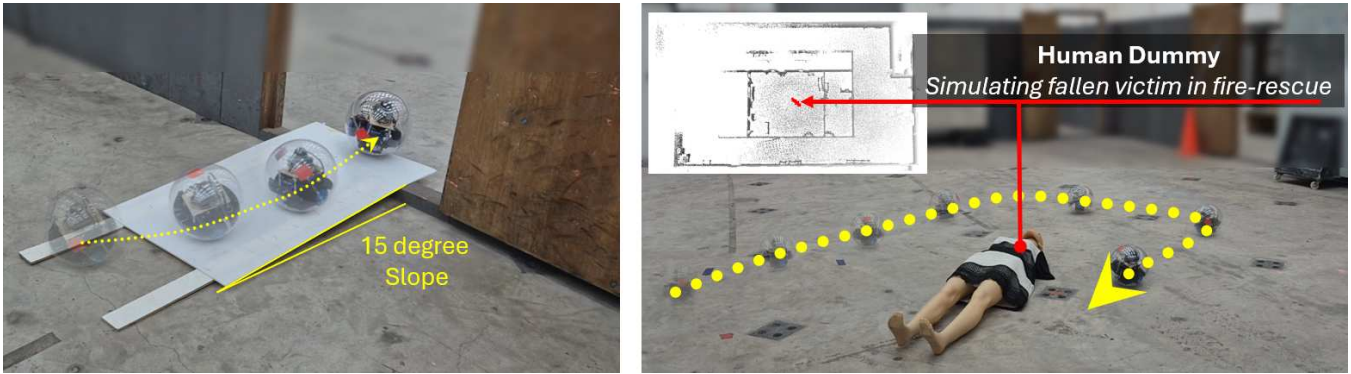 15 degree
Slope
Human Dummy
Simulating fallen victim in fire-rescue